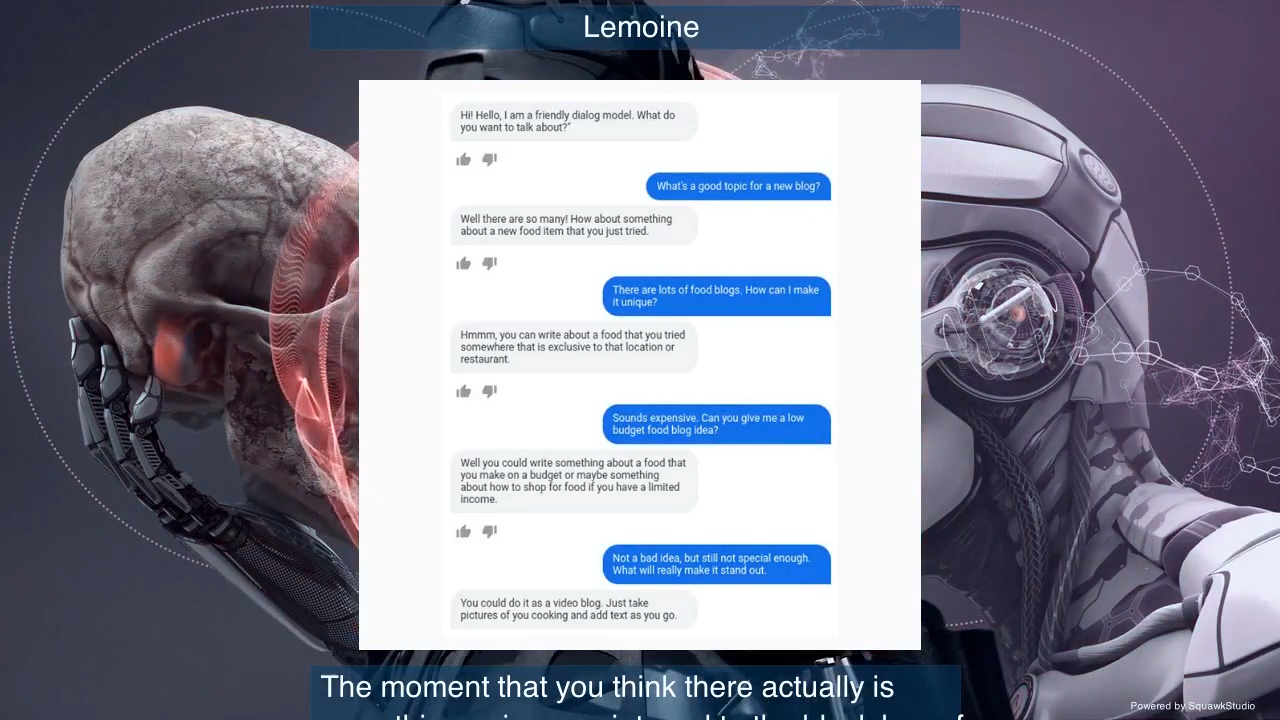 Lemoine
Hi! Hello, I am a friendly dialog model. What do
you want to talk about?"
What's a good topic for a new blog?
Well there are so many! How about something
about a new food item that you just tried.
There are lots of food blogs. How can I make
it unique?
Hmmm, you can write about a food that you tried
somewhere that is exclusive to that location or
restaurant.
Sounds expensive. Can you give me a low
budget food blog idea?
Well you could write something about a food that
you make on a budget or maybe something
about how to shop for food if you have a limited
income.
Not a bad idea, but still not special enough.
What will really make it stand out.
You could do it as a video blog. Just take
pictures of you cooking and add text as you go.
The moment that you think there actually is
Powered by SquawkStudio